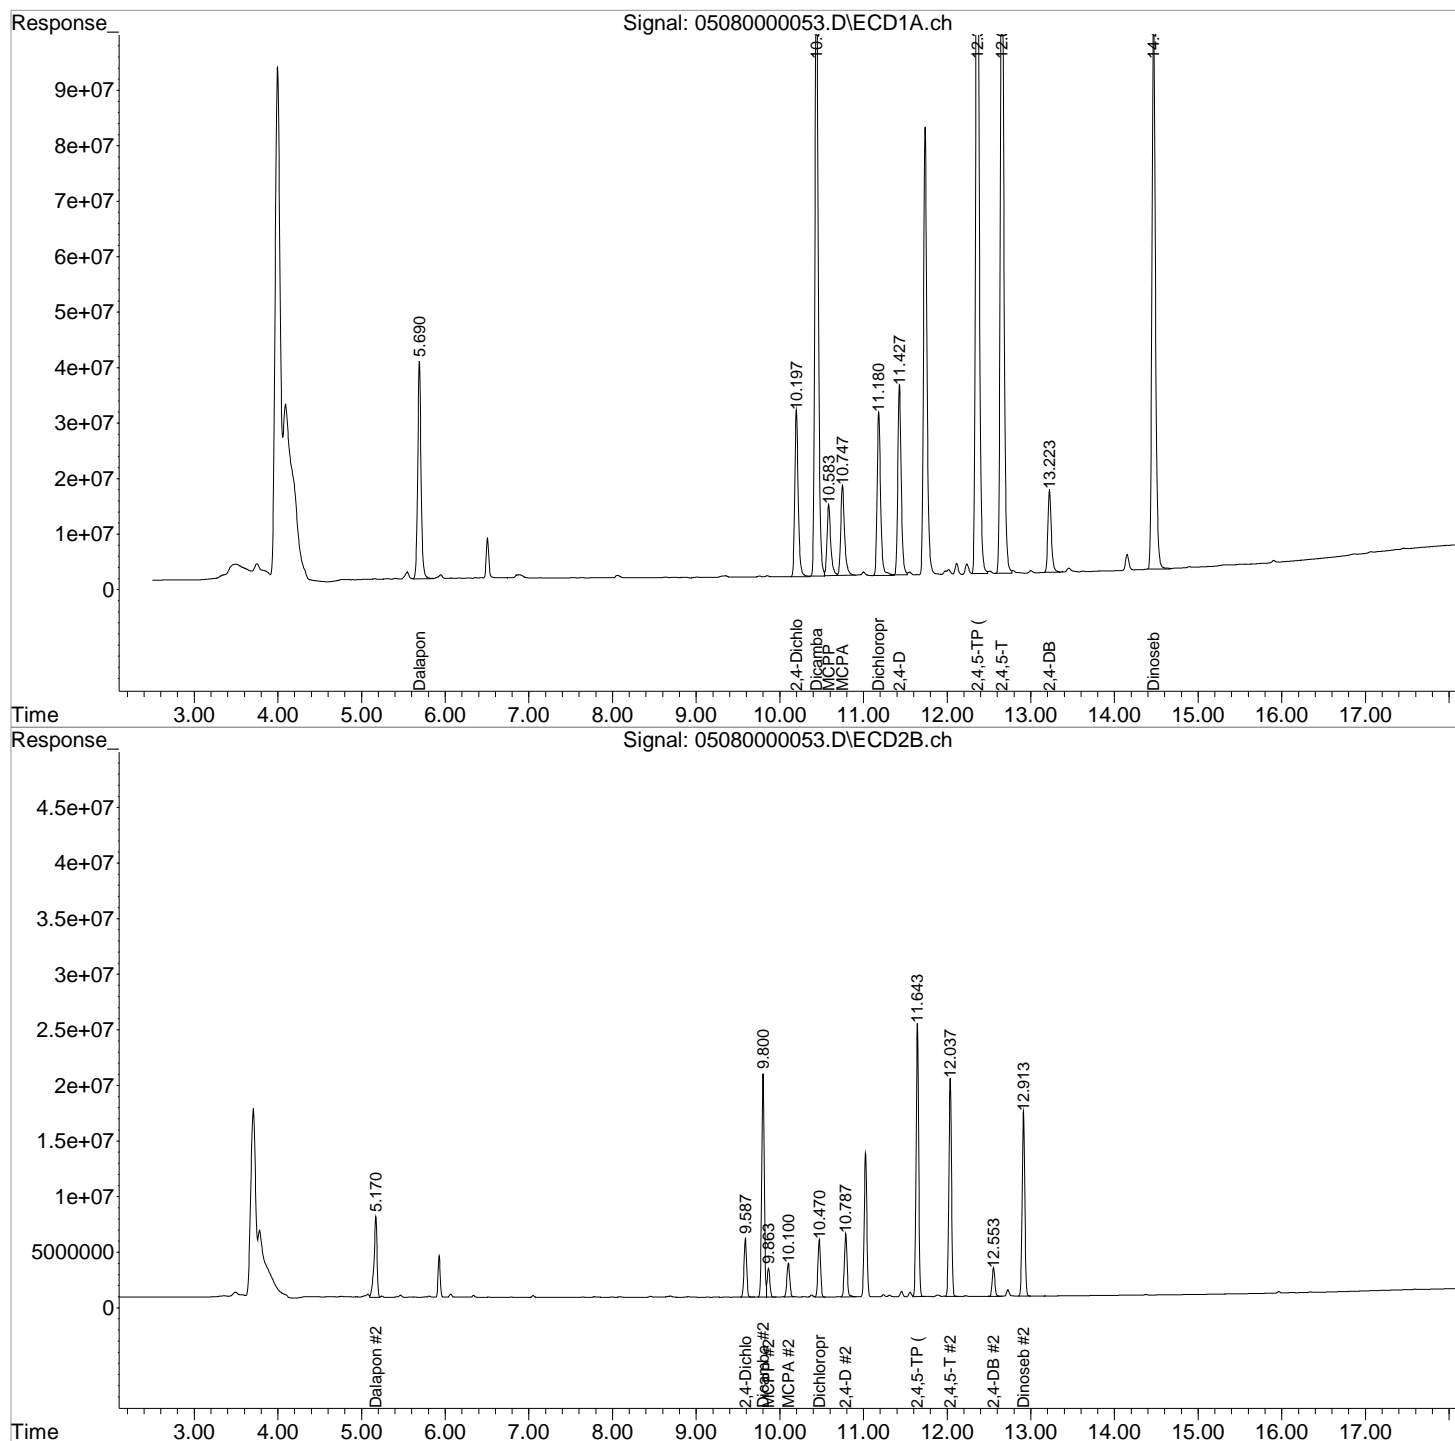 Response_
Signal: 05080000053.D\ECD1A.ch
9e+07
8e+07
7e+07
6e+07
5e+07
4e+07
3e+07
2e+07
1e+07
0
5.690
10.197
10.
10.583
10.747
11.180
11.427
12.
12.
13.223
14.
Dalapon
2,4-Dichlo
Dicamba
MCPP
MCPA
Dichloropr
2,4-D
2,4,5-TP (
2,4,5-T
2,4-DB
Dinoseb
Time
3.00 4.00 5.00 6.00 7.00 8.00 9.00 10.00 11.00 12.00 13.00 14.00 15.00 16.00 17.00
Response_
Signal: 05080000053.D\ECD2B.ch
4.5e+07
4e+07
3.5e+07
3e+07
2.5e+07
2e+07
1.5e+07
1e+07
5000000
0
5.170
9.587
9.800
9.863
10.100
10.470
10.787
11.643
12.037
12.553
12.913
Dalapon #2
2,4-Dichlo
Dicamba #2
MCPP #2
MCPA #2
Dichloropr
2,4-D #2
2,4,5-TP (
2,4,5-T #2
2,4-DB #2
Dinoseb #2
Time
3.00 4.00 5.00 6.00 7.00 8.00 9.00 10.00 11.00 12.00 13.00 14.00 15.00 16.00 17.00